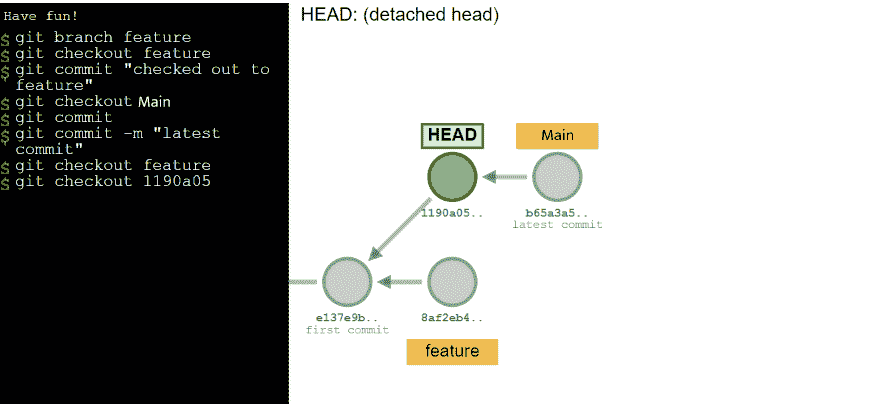 Have fun!
$ git branch feature
$ git checkout feature
$ git commit "checked out to
feature"
$ git checkout Main
$ git commit
$ git commit -m "latest
commit"
$ git checkout feature
$ git checkout 1190a05
HEAD: (detached head)
HEAD
Main
1190a05..
b65a3a5..
latest commit
e137e9b..
first commit
8af2eb4..
feature